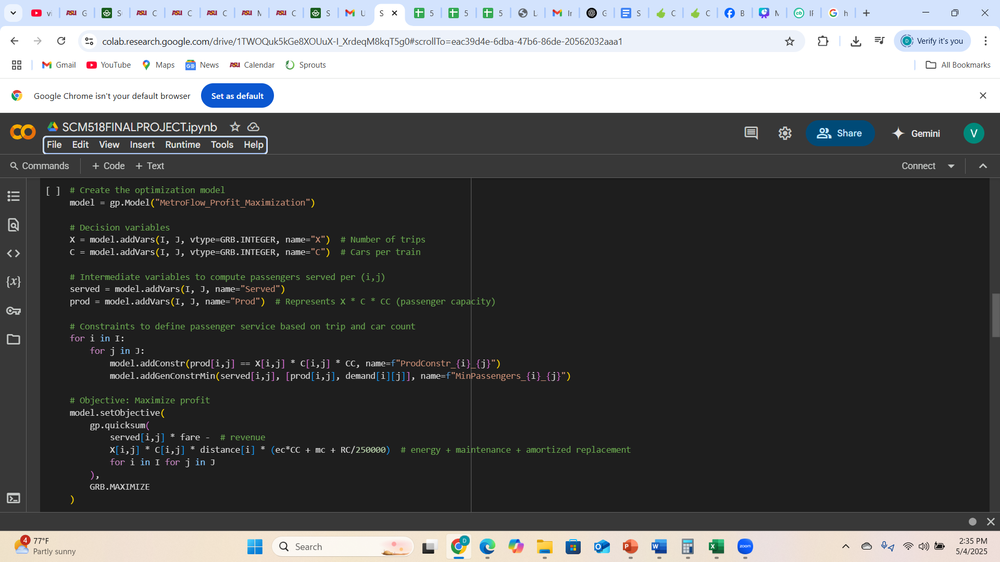 vi
G
S
C
C
C
M
C
S
U
S
5
5
5
L
Ir
G
S
C
C
B
M
IF
h
colab.research.google.com/drive/1TWOQuk5kGe8XOUuX-I_XrdeqM8kqT5g0#scrollTo=eac39d4e-6dba-47b6-86de-20562032aaa1
Verify it's you
Gmail
YouTube
Maps
News
Calendar
Sprouts
All Bookmarks
Google Chrome isn't your default browser
Set as default
SCM518FINALPROJECT.ipynb
File Edit View Insert Runtime Tools Help
Share
Gemini
V
Commands
+ Code + Text
Connect
[ ]
# Create the optimization model
model = gp.Model("MetroFlow_Profit_Maximization")
# Decision variables
X = model.addVars(I, J, vtype=GRB.INTEGER, name="X")  # Number of trips
C = model.addVars(I, J, vtype=GRB.INTEGER, name="C")  # Cars per train
# Intermediate variables to compute passengers served per (i,j)
served = model.addVars(I, J, name="Served")
prod = model.addVars(I, J, name="Prod")  # Represents X * C * CC (passenger capacity)
# Constraints to define passenger service based on trip and car count
for i in I:
for j in J:
model.addConstr(prod[i,j] == X[i,j] * C[i,j] * CC, name=f"ProdConstr_{i}_{j}")
model.addGenConstrMin(served[i,j], [prod[i,j], demand[i][j]], name=f"MinPassengers_{i}_{j}")
# Objective: Maximize profit
model.setObjective(
gp.quicksum(
served[i,j] * fare -  # revenue
X[i,j] * C[i,j] * distance[i] * (ec*CC + mc + RC/250000)  # energy + maintenance + amortized replacement
for i in I for j in J
),
GRB.MAXIMIZE
)
4
77°F
Partly sunny
Search
D
zoom
2:35 PM
5/4/2025